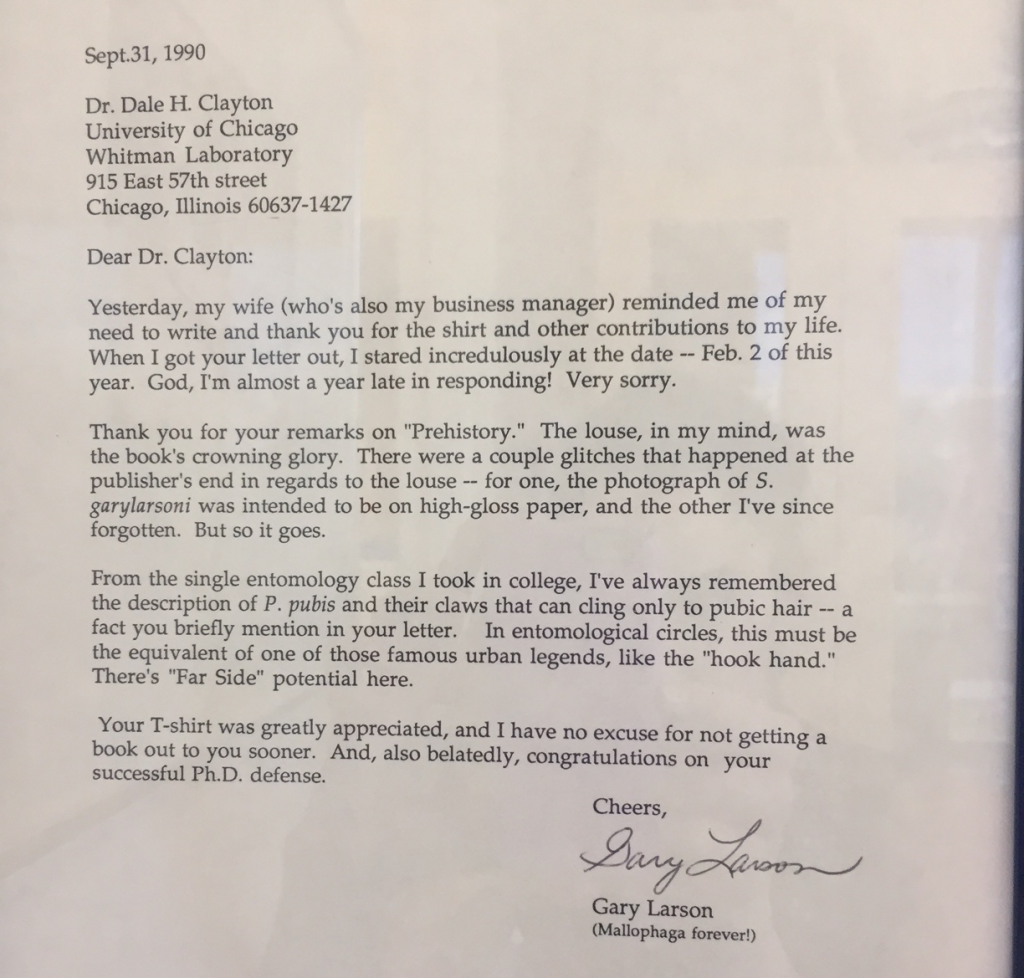 Sept.31, 1990
Dr. Dale H. Clayton
University of Chicago
Whitman Laboratory
915 East 57th street
Chicago, Illinois 60637-1427
Dear Dr. Clayton:
Yesterday, my wife (who's also my business manager) reminded me of my
need to write and thank you for the shirt and other contributions to my life.
When I got your letter out, I stared incredulously at the date -- Feb. 2 of this
year.  God, I'm almost a year late in responding!  Very sorry.
Thank you for your remarks on "Prehistory."  The louse, in my mind, was
the book's crowning glory.  There were a couple glitches that happened at the
publisher's end in regards to the louse -- for one, the photograph of S.
garylarsoni was intended to be on high-gloss paper, and the other I've since
forgotten.  But so it goes.
From the single entomology class I took in college, I've always remembered
the description of P. pubis and their claws that can cling only to pubic hair -- a
fact you briefly mention in your letter.    In entomological circles, this must be
the equivalent of one of those famous urban legends, like the "hook hand."
There's "Far Side" potential here.
Your T-shirt was greatly appreciated, and I have no excuse for not getting a
book out to you sooner.  And, also belatedly, congratulations on  your
successful Ph.D. defense.
Cheers,
Gary Larson
Gary Larson
(Mallophaga forever!)